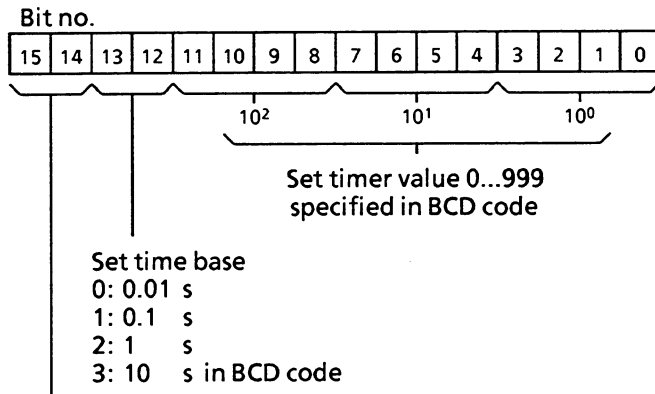 Bit no.
15 14 13 12 11 10 9 8 7 6 5 4 3 2 1 0
10² 10¹ 10⁰
Set timer value 0...999
specified in BCD code
Set time base
0: 0.01 s
1: 0.1 s
2: 1 s
3: 10 s in BCD code